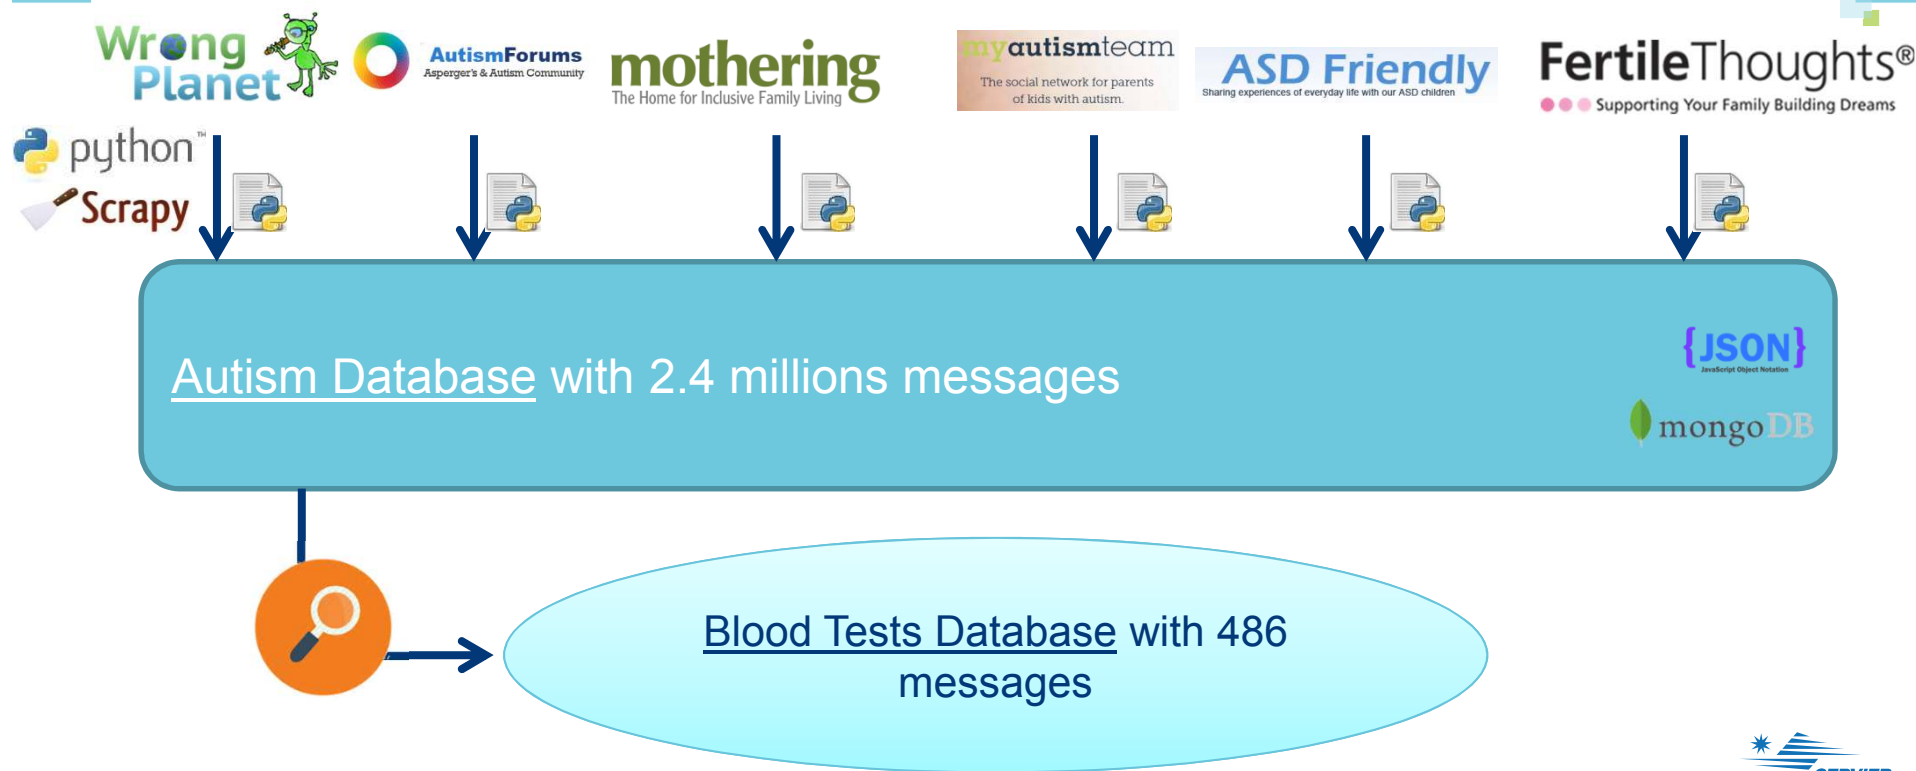 Wrong
Planet
AutismForums
Asperger's & Autism Community
mothering
The Home for Inclusive Family Living
myautismteam
The social network for parents
of kids with autism.
ASD Friendly
Sharing experiences of everyday life with our ASD children
FertileThoughts®
Supporting Your Family Building Dreams
python™
Scrapy
Autism Database with 2.4 millions messages
{JSON}
JavaScript Object Notation
mongoDB
Blood Tests Database with 486
messages